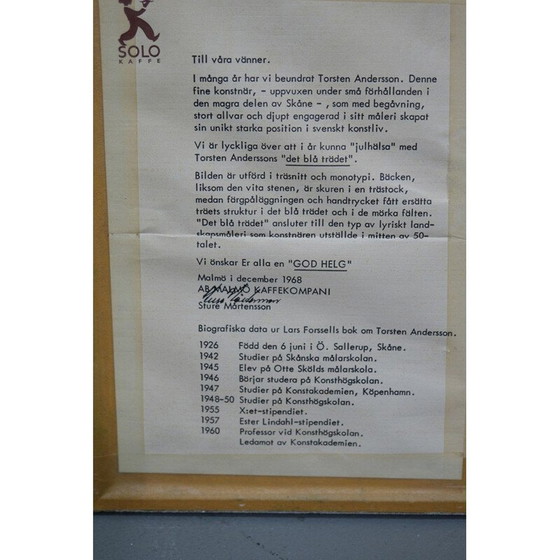 SOLO
KAFFE
Till våra vänner.
I många år har vi beundrat Torsten Andersson. Denne
fine konstnär, - uppvuxen under små förhållanden i
den magra delen av Skåne - , som med begåvning,
stort allvar och djupt engagerad i sitt måleri skapat
sin unikt starka position i svenskt konstliv.
Vi är lyckliga över att i år kunna "julhälsa" med
Torsten Anderssons "det blå trädet".
Bilden är utförd i träsnitt och monotypi. Bäcken,
liksom den vita stenen, är skuren i en trästock,
medan färgpåläggningen och handtrycket fått ersätta
träets struktur i det blå trädet och i de mörka fälten.
"Det blå trädet" ansluter till den typ av lyriskt land-
skapsmåleri som konstnären utställde i mitten av 50-
talet.
Vi önskar Er alla en "GOD HELG"
Malmö i december 1968
AB MALMÖ KAFFEKOMPANI
Sture Mårtensson
Biografiska data ur Lars Forssells bok om Torsten Andersson.
1926 Född den 6 juni i Ö. Sallerup, Skåne.
1942 Studier på Skånska målarskolan.
1945 Elev på Otte Skölds målarskola.
1946 Börjar studera på Konsthögskolan.
1947 Studier på Konstakademien, Köpenhamn.
1948-50 Studier på Konsthögskolan.
1955 X:et-stipendiet.
1957 Ester Lindahl-stipendiet.
1960 Professor vid Konsthögskolan.
Ledamot av Konstakademien.